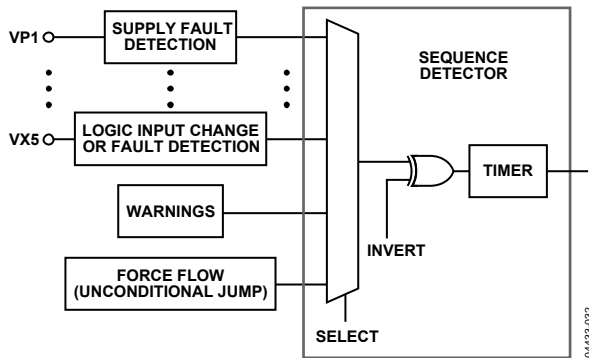 VP1
SUPPLY FAULT
DETECTION
SEQUENCE
DETECTOR
VX5
LOGIC INPUT CHANGE
OR FAULT DETECTION
TIMER
WARNINGS
INVERT
FORCE FLOW
(UNCONDITIONAL JUMP)
SELECT